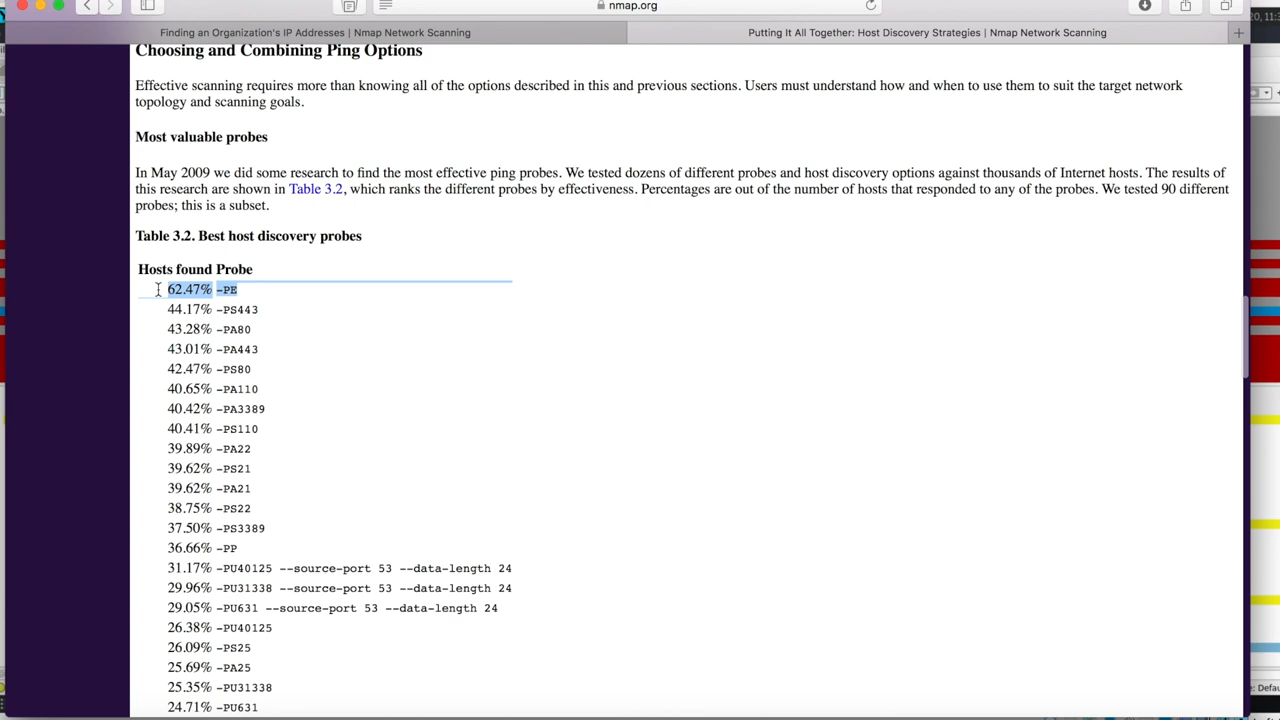 nmap.org
20, 11:3
Finding an Organization's IP Addresses | Nmap Network Scanning
Putting It All Together: Host Discovery Strategies | Nmap Network Scanning
Choosing and Combining Ping Options
Effective scanning requires more than knowing all of the options described in this and previous sections. Users must understand how and when to use them to suit the target network
topology and scanning goals.
Most valuable probes
In May 2009 we did some research to find the most effective ping probes. We tested dozens of different probes and host discovery options against thousands of Internet hosts. The results of
this research are shown in Table 3.2, which ranks the different probes by effectiveness. Percentages are out of the number of hosts that responded to any of the probes. We tested 90 different
probes; this is a subset.
Table 3.2. Best host discovery probes
Hosts found Probe
62.47% -PE
44.17% -PS443
43.28% -PA80
43.01% -PA443
42.47% -PS80
40.65% -PA110
40.42% -PA3389
40.41% -PS110
39.89% -PA22
39.62% -PS21
39.62% -PA21
38.75% -PS22
37.50% -PS3389
36.66% -PP
31.17% -PU40125 --source-port 53 --data-length 24
29.96% -PU31338 --source-port 53 --data-length 24
29.05% -PU631 --source-port 53 --data-length 24
26.38% -PU40125
26.09% -PS25
25.69% -PA25
25.35% -PU31338
: Defau
24.71% -PU631